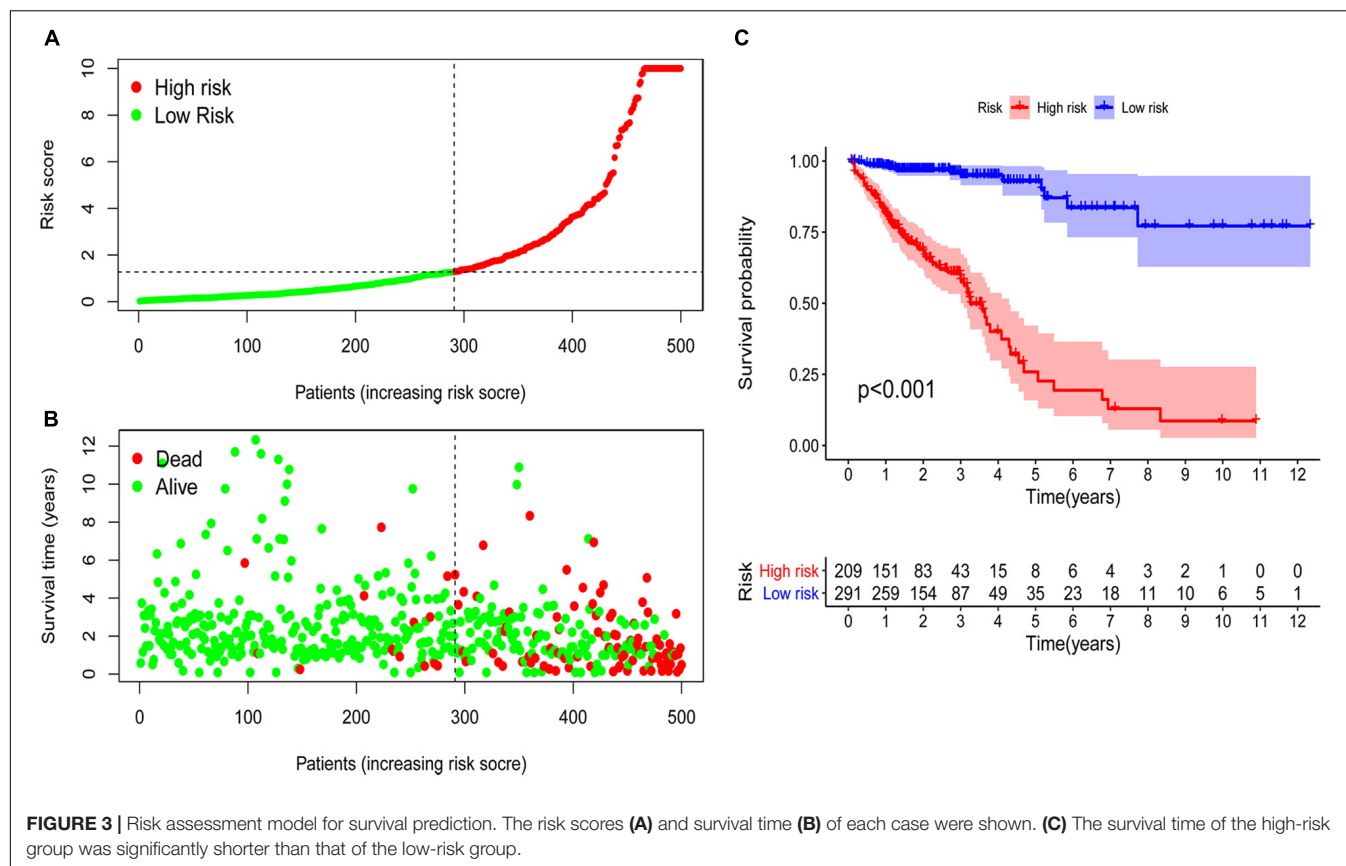 A
High risk
Low Risk
Risk score
0 2 4 6 8 10
0 100 200 300 400 500
Patients (increasing risk socre)
B
Dead
Alive
Survival time (years)
0 2 4 6 8 10 12
0 100 200 300 400 500
Patients (increasing risk socre)
C
Risk High risk Low risk
Survival probability
1.00
0.75
0.50
0.25
0.00
p<0.001
0 1 2 3 4 5 6 7 8 9 10 11 12
Time(years)
Risk
High risk 209 151 83 43 15 8 6 4 3 2 1 0 0
Low risk 291 259 154 87 49 35 23 18 11 10 6 5 1
0 1 2 3 4 5 6 7 8 9 10 11 12
Time(years)
FIGURE 3 | Risk assessment model for survival prediction. The risk scores (A) and survival time (B) of each case were shown. (C) The survival time of the high-risk
group was significantly shorter than that of the low-risk group.